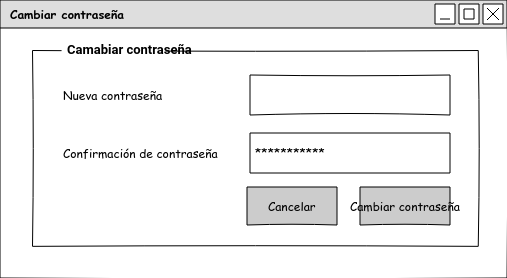 Cambiar contraseña
Camabiar contraseña
Nueva contraseña
Confirmación de contraseña
***********
Cancelar
Cambiar contraseña